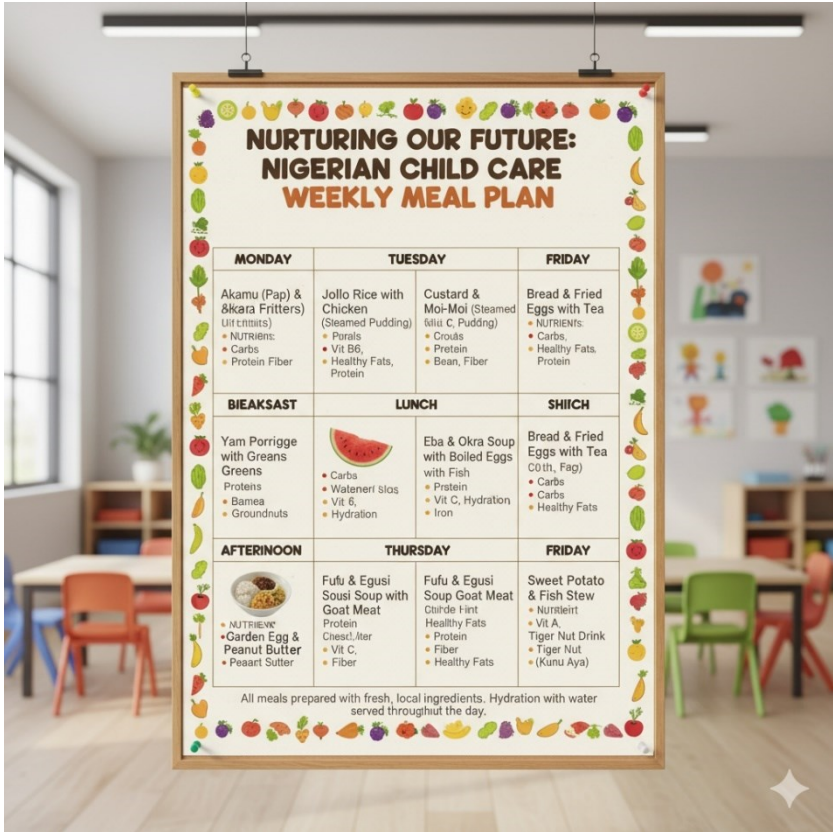 NURTURING OUR FUTURE:
NIGERIAN CHILD CARE
WEEKLY MEAL PLAN
MONDAY
TUESDAY
FRIDAY
Akamu (Pap) &
Fritters)
NUTRIENS:
Carbs
Protein Fiber
Jollo Rice with
Chicken
(Steamed Pudding)
Porals
Vit B6,
Healthy Fats,
Protein
Custard &
Moi-Moi (Steamed
C, Pudding)
Pretein
Bean, Fiber
Bread & Fried
Eggs with Tea
NUTRIENTS:
Carbs,
Healthy Fats,
Protein
BIEAKSAST
LUNCH
SHIITCH
Yam Porrigge
with Greans
Greens
Proteins
Bamea
Groundnuts
Carbs
Vit 6,
Hydration
Eba & Okra Soup
with Boiled Eggs
with Fish
Prstein
Vit C, Hydration
Iron
Bread & Fried
Eggs with Tea
Carbs
Carbs
Healthy Fats
AFTERINOON
THURSDAY
FRIDAY
Garden Egg &
Peanut Butter
Peaart Sutter
Fufu & Egusi
Sousi Soup with
Goat Meat
Protein
Vit C,
Fiber
Fufu & Egusi
Soup Goat Meat
Heallthy Fats
Protein
Fiber
Healthy Fats
Sweet Potato
& Fish Stew
Vit A,
Tiger Nut Drink
Tiger Nut
(Kunu Aya)
All meals prepared with fresh, local ingredients. Hydration with water
served throughtut the day.